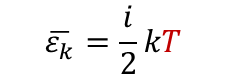 ε̅ₖ = i/2 kT